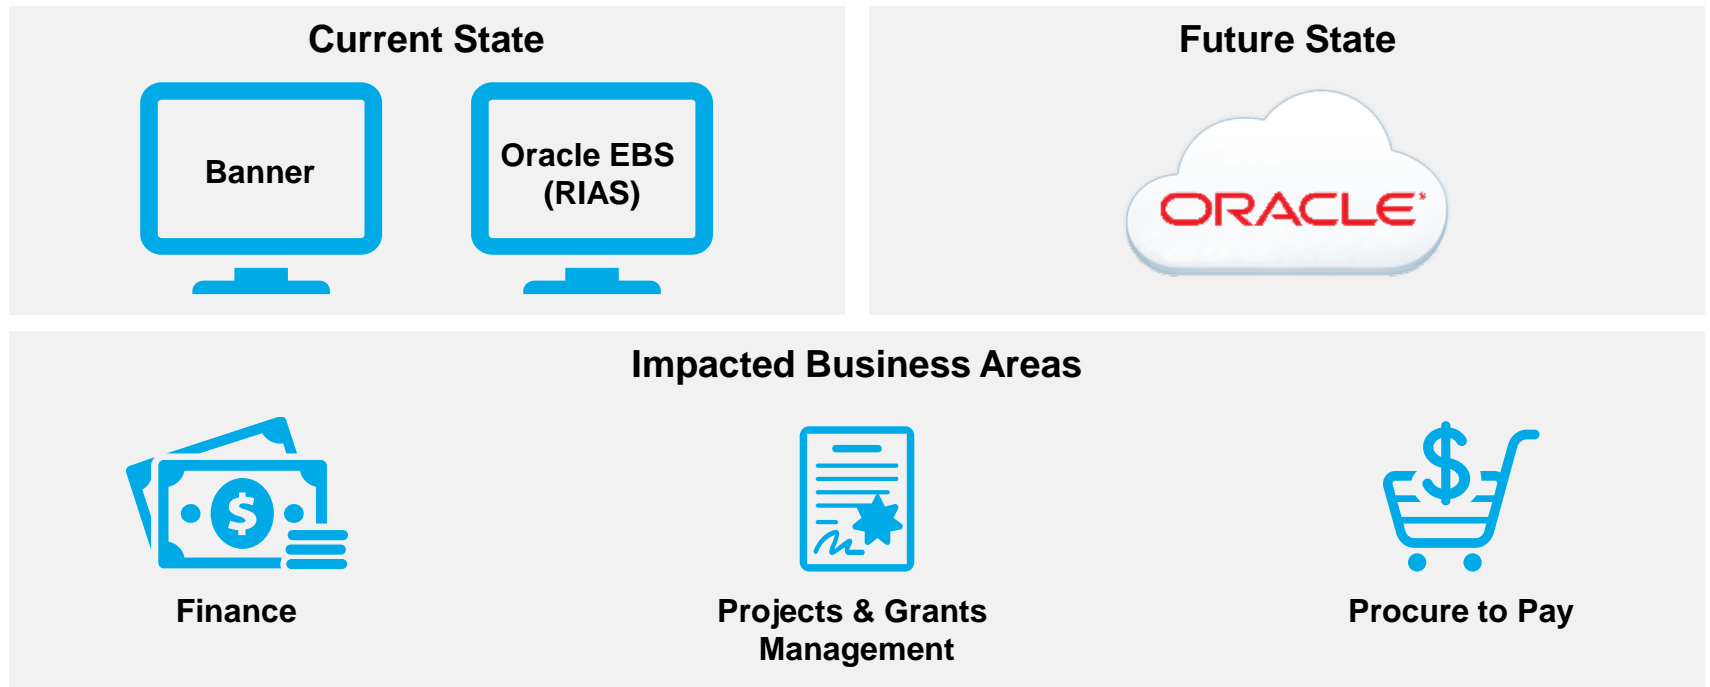 Current State
Banner
Oracle EBS
(RIAS)
Future State
ORACLE
Impacted Business Areas
$
$
Finance
Projects & Grants
Management
Procure to Pay